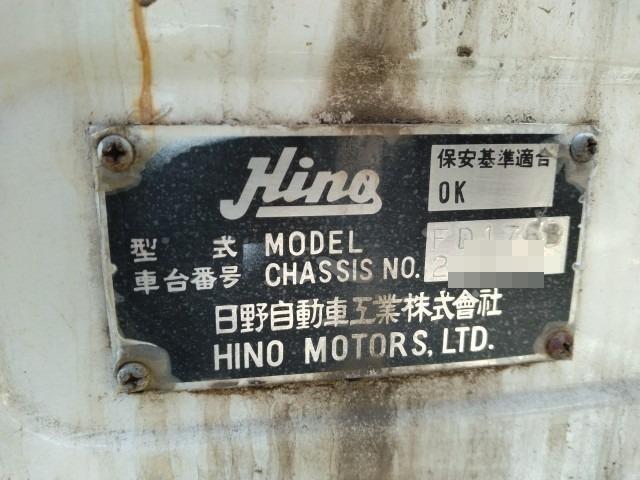 Hino
保安基準適合
OK
型 式 MODEL
車台番号 CHASSIS NO. 2
日野自動車工業株式會社
HINO MOTORS, LTD.